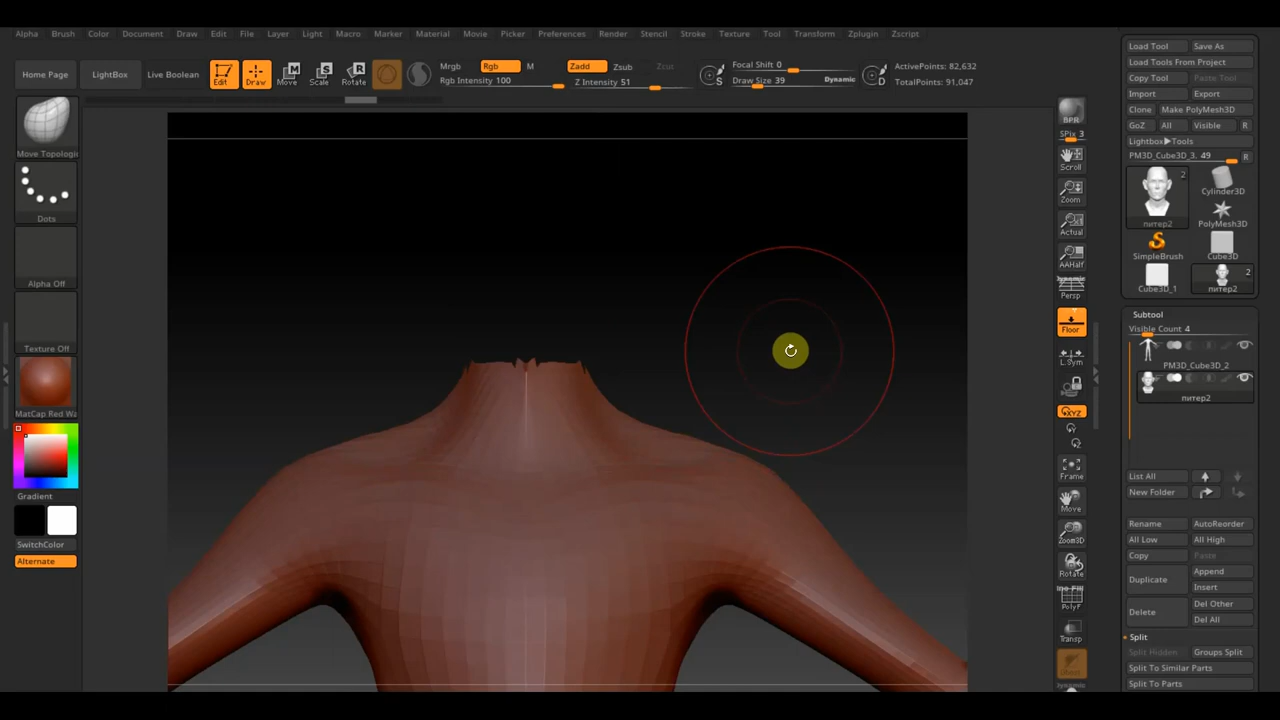 Alpha Brush Color Document Draw Edit File Layer Light Macro Marker Material Movie Picker Preferences Render Stencil Stroke Texture Tool Transform Zplugin Zscript
Home Page
LightBox
Live Boolean
Edit
Draw
Move
Scale
Rotate
Mrgb Rgb M
Rgb Intensity 100
Zadd Zsub Zcut
Z Intensity 51
S
Focal Shift 0
Draw Size 39
Dynamic
D
ActivePoints: 82,632
TotalPoints: 91,047
Move Topologic
Dots
Alpha Off
Texture Off
MatCap Red Wa
Gradient
SwitchColor
Alternate
BPR
SPix 3
Scroll
Zoom
Actual
AAHalf
Dynamic
Persp
Floor
L.Sym
XYZ
Y
Z
Frame
Move
Zoom3D
Rotate
PolyF
Transp
Dynamic
Load Tool Save As
Load Tools From Project
Copy Tool Paste Tool
Import Export
Clone Make PolyMesh3D
GoZ All Visible R
Lightbox▶Tools
PM3D_Cube3D_3. 49 R
2
Cylinder3D
питер2
PolyMesh3D
SimpleBrush
Cube3D
2
Cube3D_1
питер2
Subtool
Visible Count 4
PM3D_Cube3D_2
питер2
List All
New Folder
Rename AutoReorder
All Low All High
Copy Paste
Duplicate
Append
Insert
Delete
Del Other
Del All
Split
Split Hidden Groups Split
Split To Similar Parts
Split To Parts